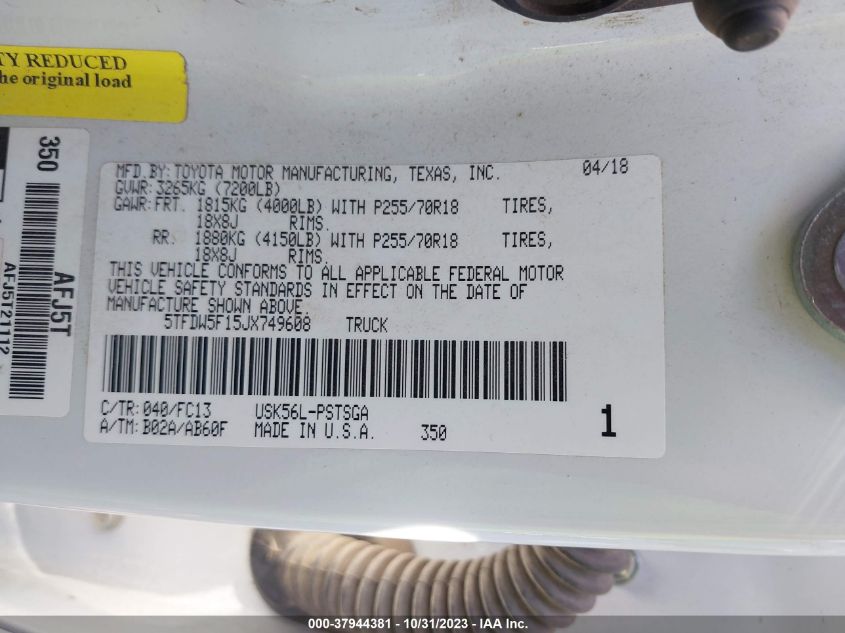 TY REDUCED
he original load
350
AFJ5T
AFJ5T21112
MFD.BY:TOYOTA MOTOR MANUFACTURING, TEXAS, INC. 04/18
GVWR:3265KG (7200LB)
GAWR:FRT. 1815KG (4000LB) WITH P255/70R18 TIRES,
18X8J RIMS.
RR. 1880KG (4150LB) WITH P255/70R18 TIRES,
18X8J RIMS.
THIS VEHICLE CONFORMS TO ALL APPLICABLE FEDERAL MOTOR
VEHICLE SAFETY STANDARDS IN EFFECT ON THE DATE OF
MANUFACTURE SHOWN ABOVE.
5TFDW5F15JX749608 TRUCK
C/TR:040/FC13 USK56L-PSTSGA
A/TM:B02A/AB60F MADE IN U.S.A. 350 1
000-37944381 - 10/31/2023 - IAA Inc.